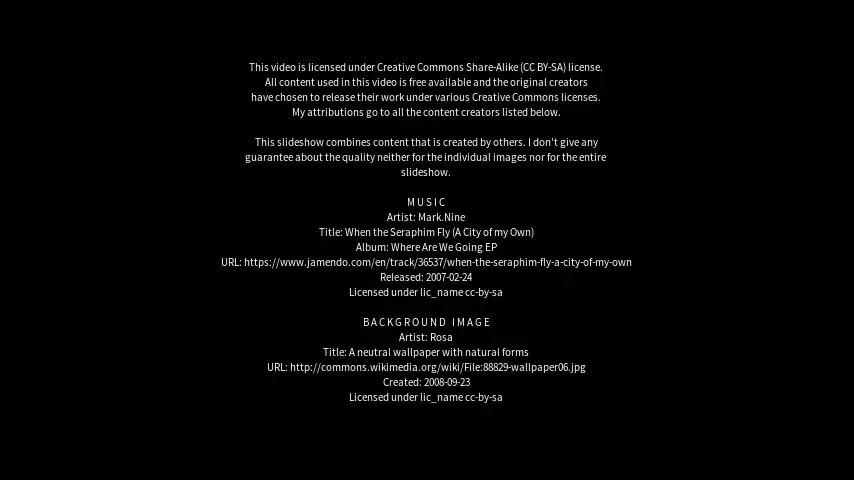 This video is licensed under Creative Commons Share-Alike (CC BY-SA) license.
All content used in this video is free available and the original creators
have chosen to release their work under various Creative Commons licenses.
My attributions go to all the content creators listed below.
This slideshow combines content that is created by others. I don't give any
guarantee about the quality neither for the individual images nor for the entire
slideshow.
MUSIC
Artist: Mark.Nine
Title: When the Seraphim Fly (A City of my Own)
Album: Where Are We Going EP
URL: https://www.jamendo.com/en/track/36537/when-the-seraphim-fly-a-city-of-my-own
Released: 2007-02-24
Licensed under lic_name cc-by-sa
BACKGROUND IMAGE
Artist: Rosa
Title: A neutral wallpaper with natural forms
URL: http://commons.wikimedia.org/wiki/File:88829-wallpaper06.jpg
Created: 2008-09-23
Licensed under lic_name cc-by-sa